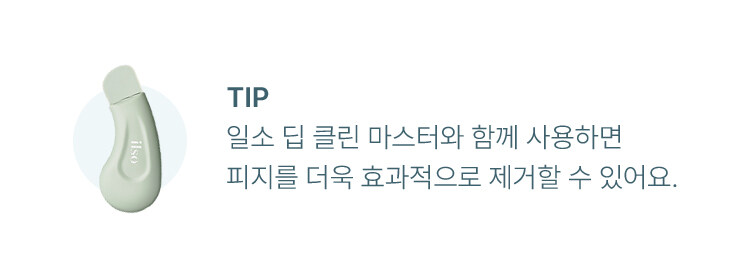 TIP
일소 딥 클린 마스터와 함께 사용하면
피지를 더욱 효과적으로 제거할 수 있어요.
ilso